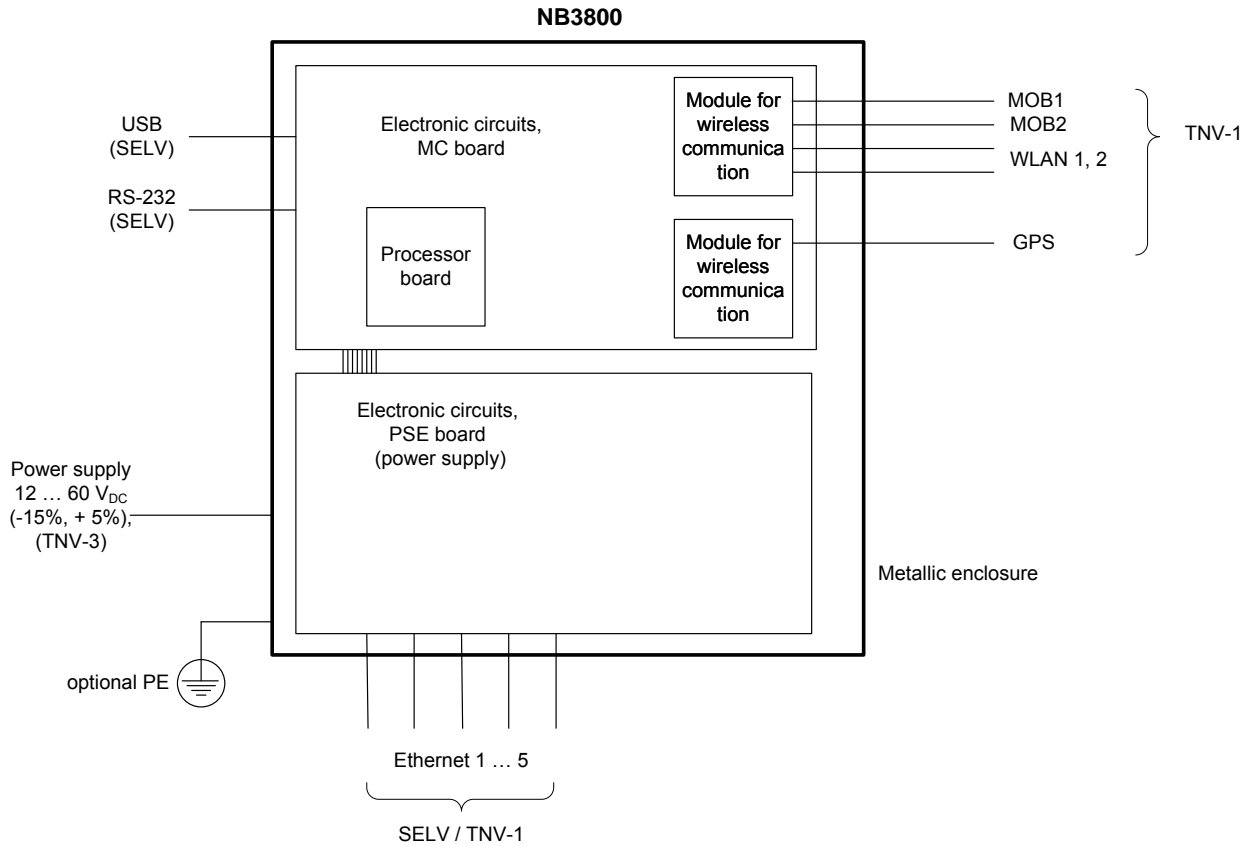 NB3800
USB
(SELV)
RS-232
(SELV)
Electronic circuits,
MC board
Processor
board
Module for
wireless
communica
tion
Module for
wireless
communica
tion
MOB1
MOB2
WLAN 1, 2
GPS
TNV-1
Electronic circuits,
PSE board
(power supply)
Power supply
12 … 60 VDC
(-15%, + 5%),
(TNV-3)
Metallic enclosure
optional PE
Ethernet 1 … 5
SELV / TNV-1